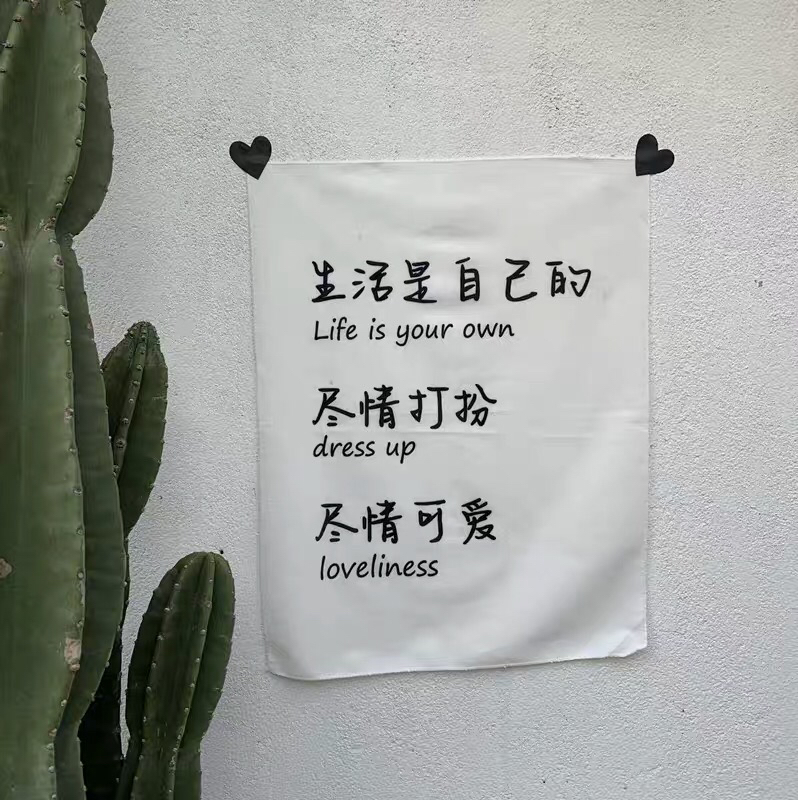 生活是自己的
Life is your own
尽情打扮
dress up
尽情可爱
loveliness